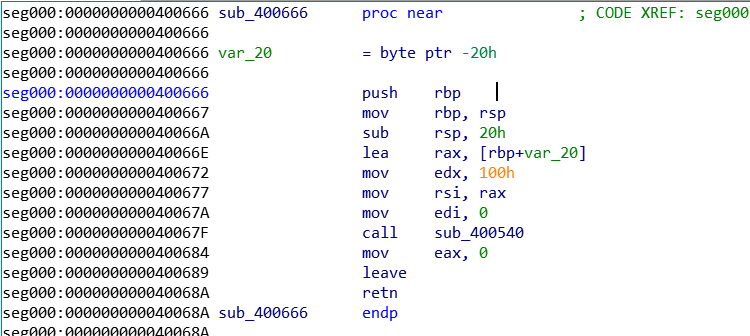 seg000:0000000000400666 sub_400666 proc near ; CODE XREF: seg000
seg000:0000000000400666
seg000:0000000000400666 var_20 = byte ptr -20h
seg000:0000000000400666
seg000:0000000000400666 push rbp
seg000:0000000000400667 mov rbp, rsp
seg000:000000000040066A sub rsp, 20h
seg000:000000000040066E lea rax, [rbp+var_20]
seg000:0000000000400672 mov edx, 100h
seg000:0000000000400677 mov rsi, rax
seg000:000000000040067A mov edi, 0
seg000:000000000040067F call sub_400540
seg000:0000000000400684 mov eax, 0
seg000:0000000000400689 leave
seg000:000000000040068A retn
seg000:000000000040068A sub_400666 endp
seg000:000000000040068A